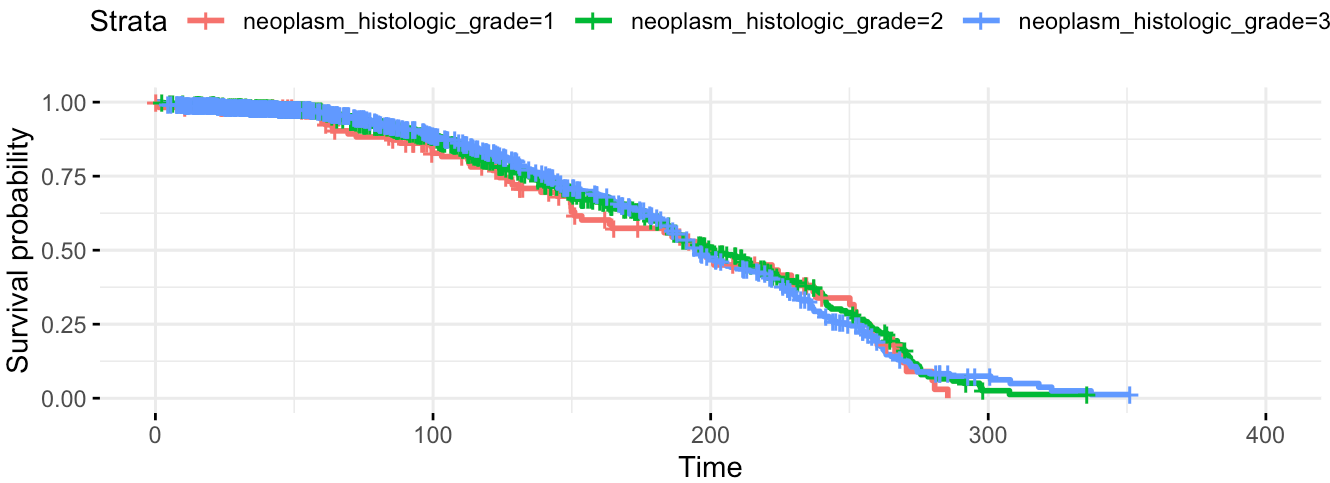 Strata neoplasm_histologic_grade=1 neoplasm_histologic_grade=2 neoplasm_histologic_grade=3
Survival probability
1.00
0.75
0.50
0.25
0.00
0 100 200 300 400
Time